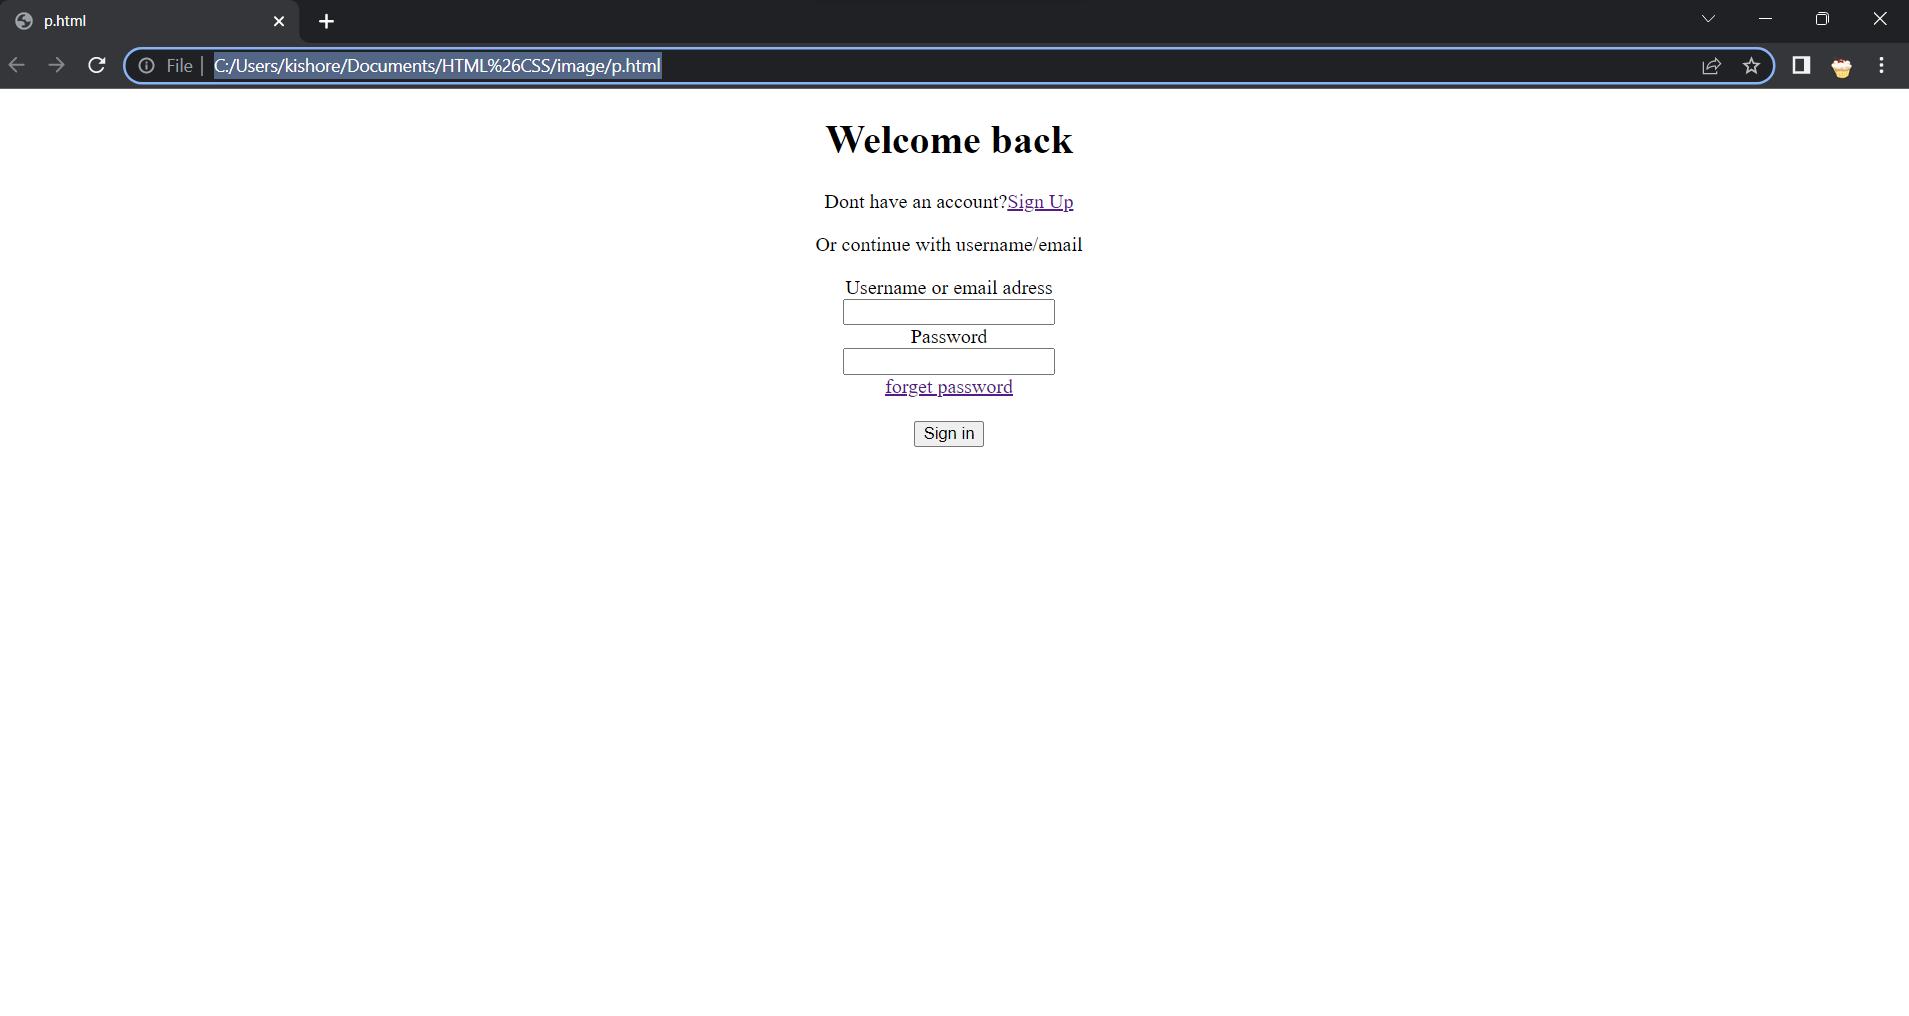 p.html
File C:/Users/kishore/Documents/HTML%26CSS/image/p.html
Welcome back
Dont have an account?Sign Up
Or continue with username/email
Username or email adress
Password
forget password
Sign in